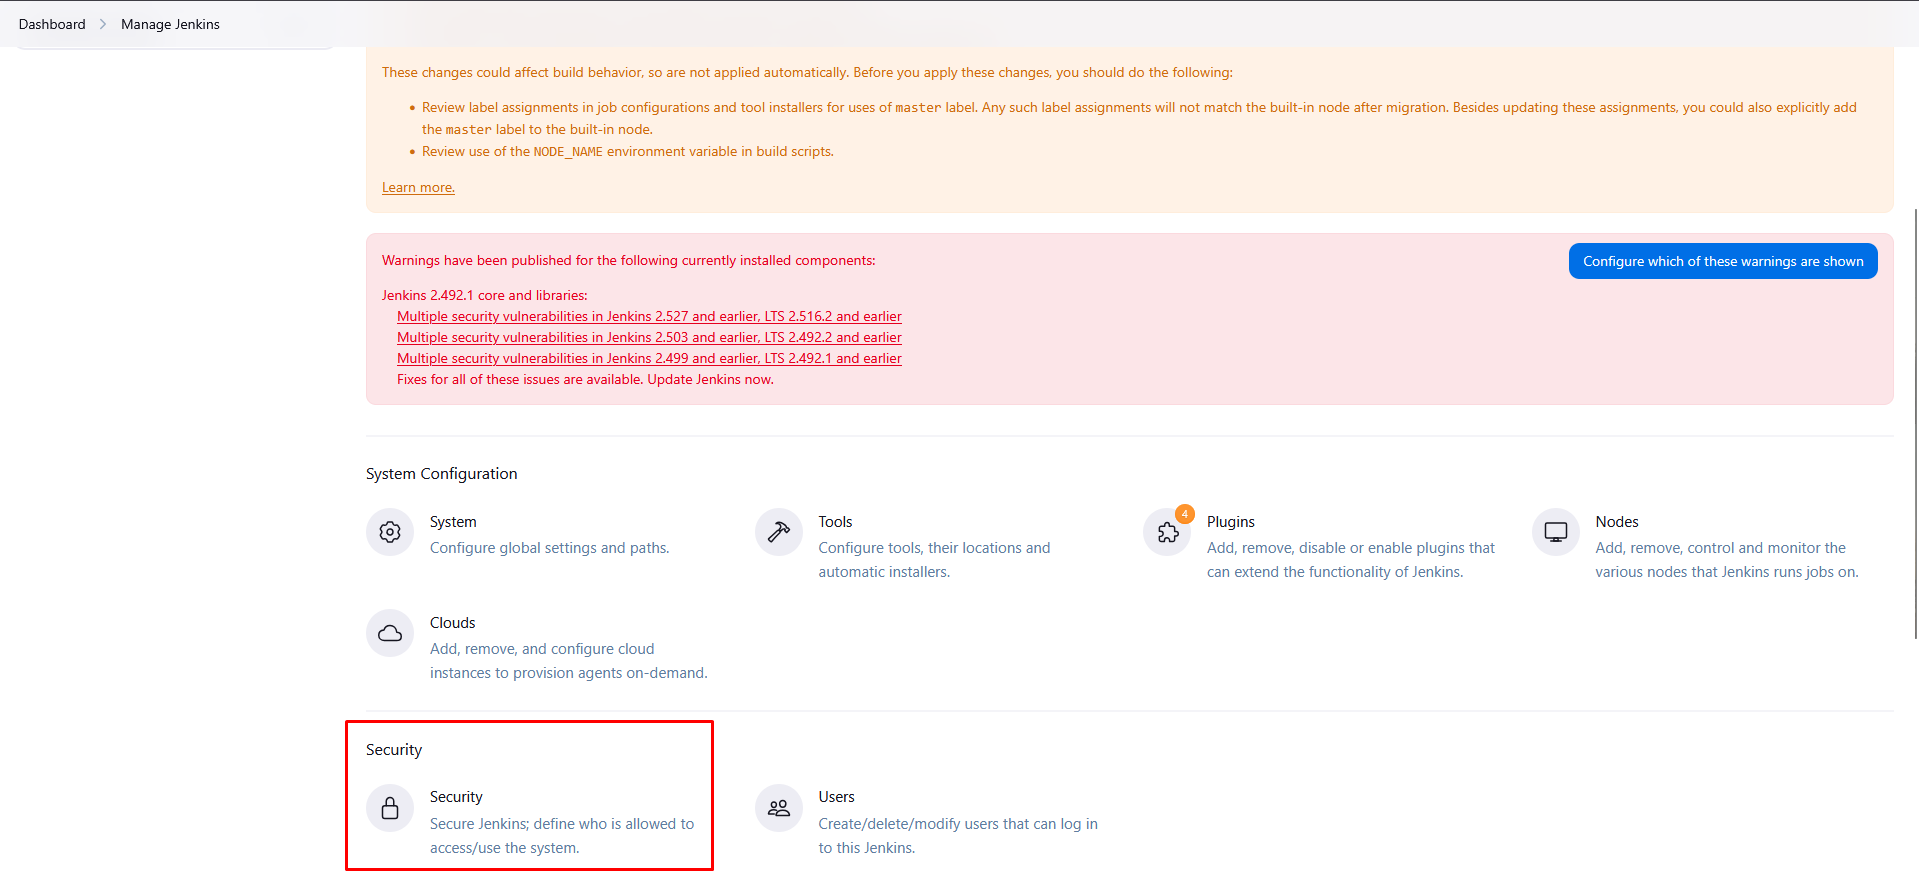 Dashboard > Manage Jenkins
These changes could affect build behavior, so are not applied automatically. Before you apply these changes, you should do the following:
• Review label assignments in job configurations and tool installers for uses of master label. Any such label assignments will not match the built-in node after migration. Besides updating these assignments, you could also explicitly add
the master label to the built-in node.
• Review use of the NODE_NAME environment variable in build scripts.
Learn more.
Warnings have been published for the following currently installed components:
Configure which of these warnings are shown
Jenkins 2.492.1 core and libraries:
Multiple security vulnerabilities in Jenkins 2.527 and earlier, LTS 2.516.2 and earlier
Multiple security vulnerabilities in Jenkins 2.503 and earlier, LTS 2.492.2 and earlier
Multiple security vulnerabilities in Jenkins 2.499 and earlier, LTS 2.492.1 and earlier
Fixes for all of these issues are available. Update Jenkins now.
System Configuration
System
Configure global settings and paths.
Tools
Configure tools, their locations and
automatic installers.
4
Plugins
Add, remove, disable or enable plugins that
can extend the functionality of Jenkins.
Nodes
Add, remove, control and monitor the
various nodes that Jenkins runs jobs on.
Clouds
Add, remove, and configure cloud
instances to provision agents on-demand.
Security
Security
Secure Jenkins; define who is allowed to
access/use the system.
Users
Create/delete/modify users that can log in
to this Jenkins.